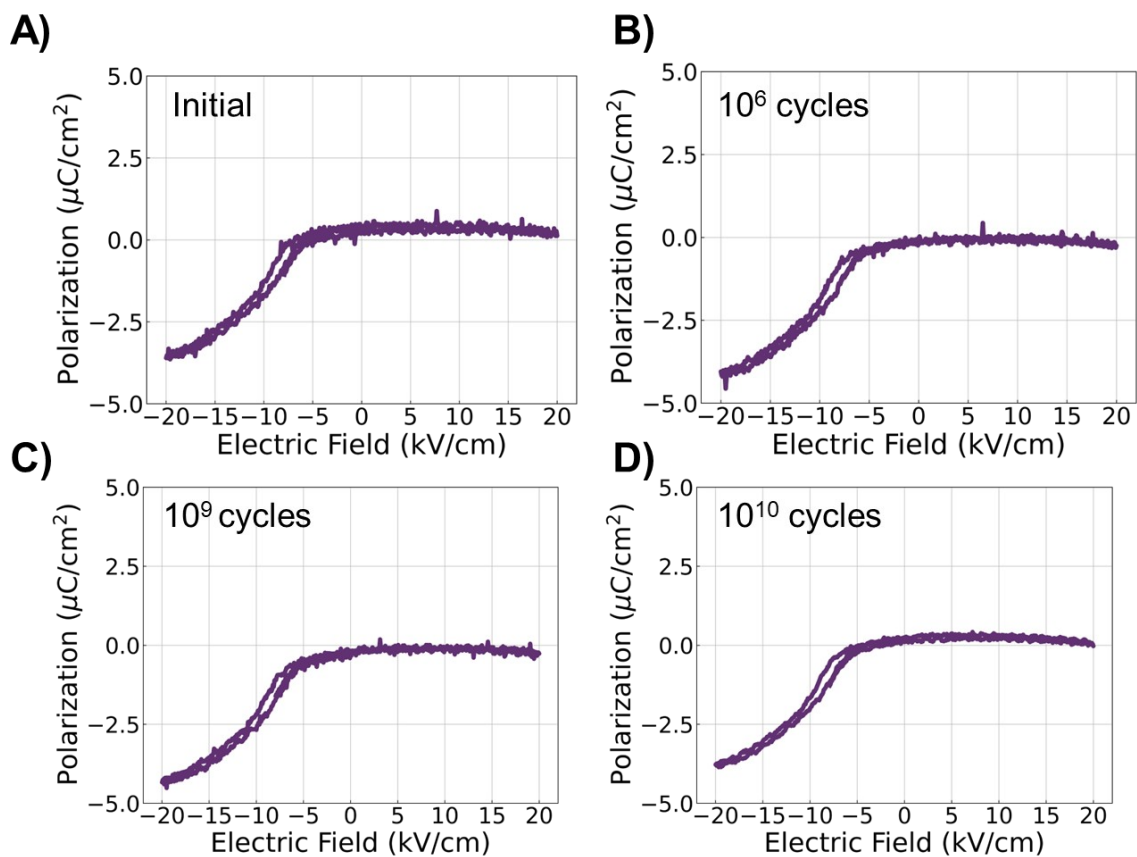 A)
Initial
5.0
2.5
0.0
−2.5
−5.0
Polarization (μC/cm²)
−20 −15 −10 −5 0 5 10 15 20
Electric Field (kV/cm)
B)
10⁶ cycles
5.0
2.5
0.0
−2.5
−5.0
Polarization (μC/cm²)
−20 −15 −10 −5 0 5 10 15 20
Electric Field (kV/cm)
C)
10⁹ cycles
5.0
2.5
0.0
−2.5
−5.0
Polarization (μC/cm²)
−20 −15 −10 −5 0 5 10 15 20
Electric Field (kV/cm)
D)
10¹⁰ cycles
5.0
2.5
0.0
−2.5
−5.0
Polarization (μC/cm²)
−20 −15 −10 −5 0 5 10 15 20
Electric Field (kV/cm)